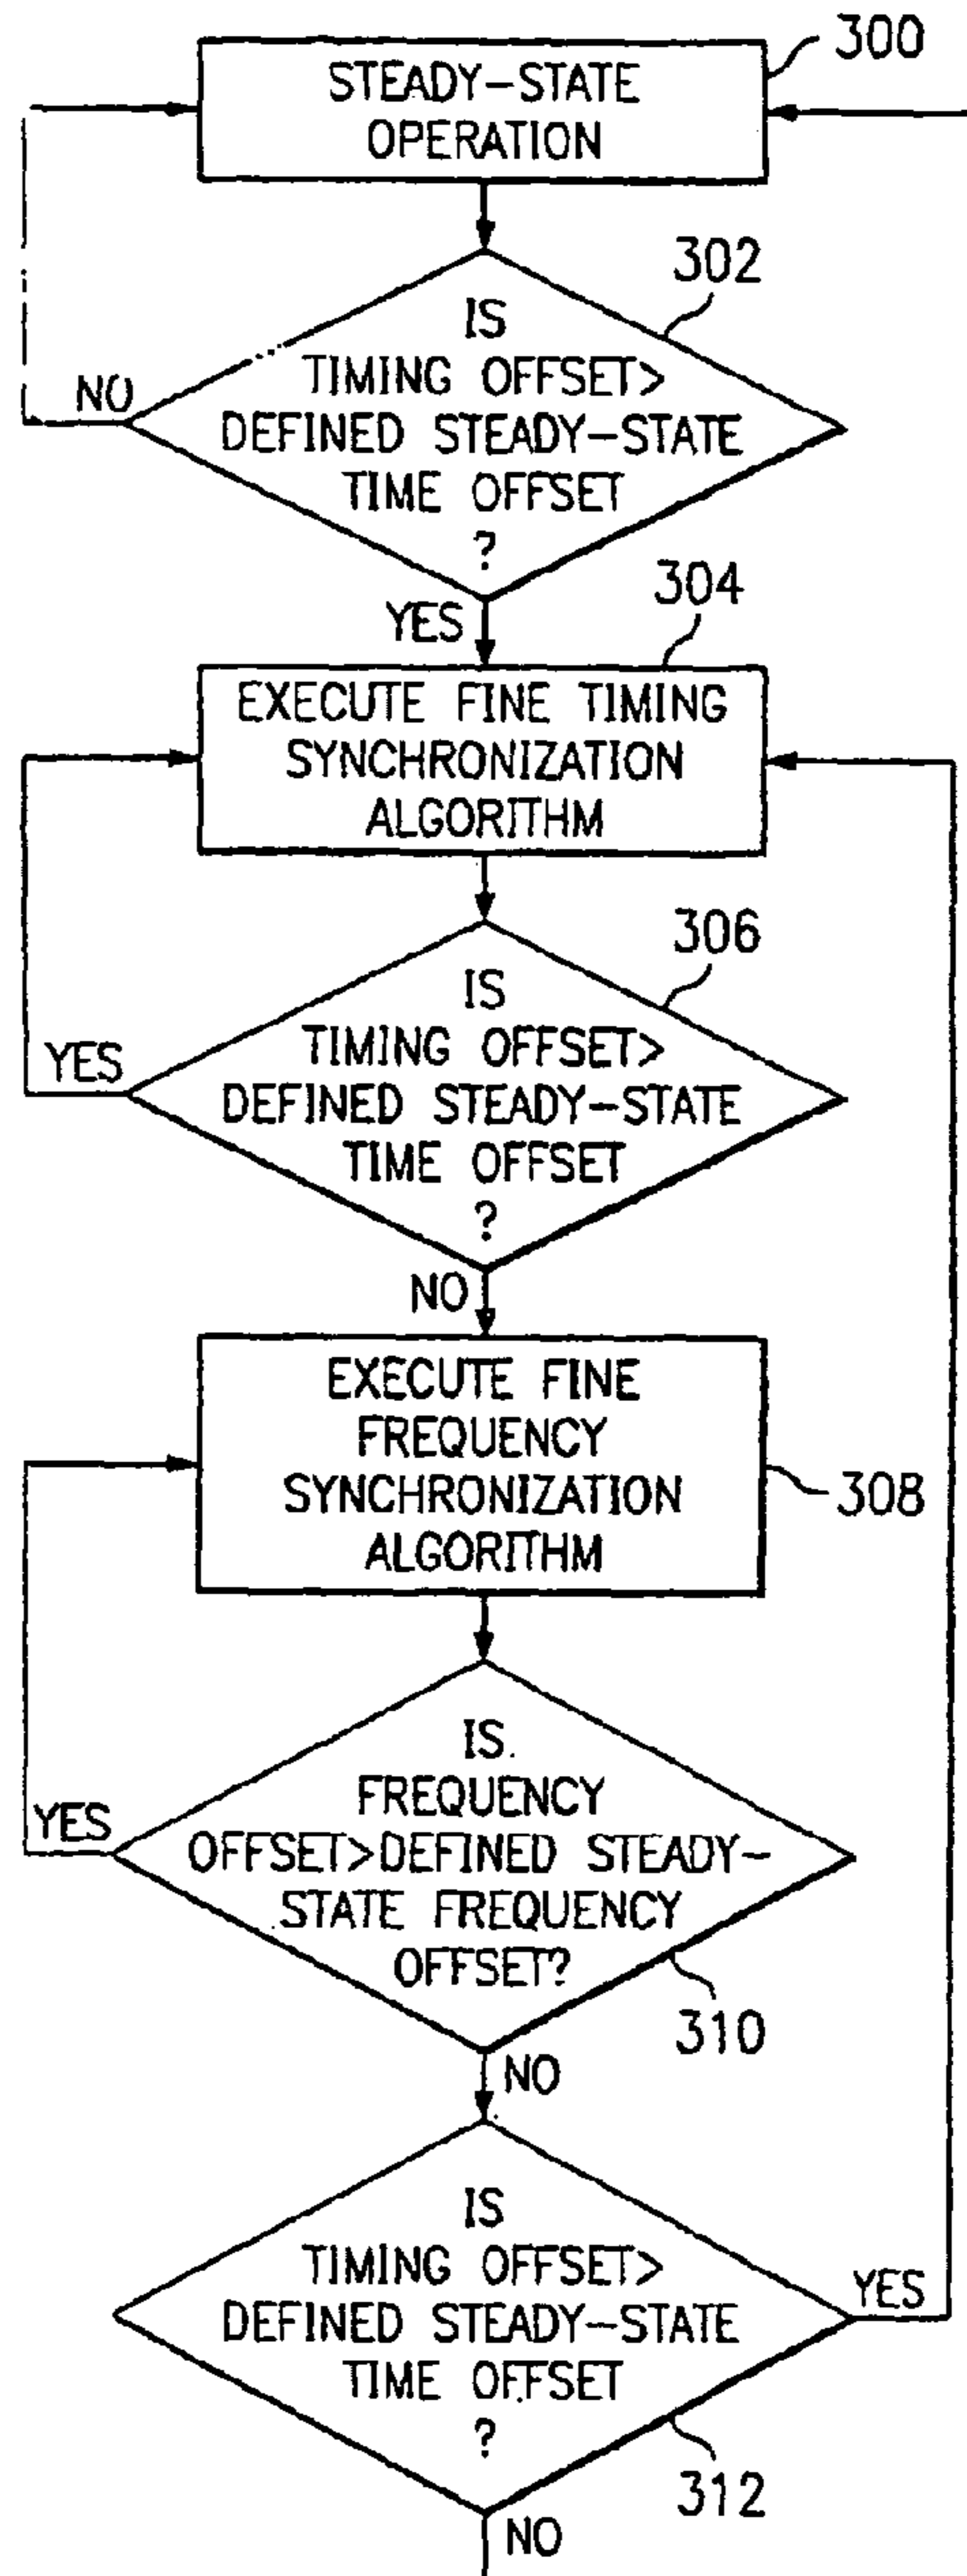 300
STEADY-STATE
OPERATION
302
IS
TIMING OFFSET>
DEFINED STEADY-STATE
TIME OFFSET
?
NO
YES
304
EXECUTE FINE TIMING
SYNCHRONIZATION
ALGORITHM
306
IS
TIMING OFFSET>
DEFINED STEADY-STATE
TIME OFFSET
?
YES
NO
EXECUTE FINE
FREQUENCY
SYNCHRONIZATION
ALGORITHM
308
IS
FREQUENCY
OFFSET>DEFINED STEADY-
STATE FREQUENCY
OFFSET?
YES
310
NO
IS
TIMING OFFSET>
DEFINED STEADY-STATE
TIME OFFSET
?
YES
312
NO